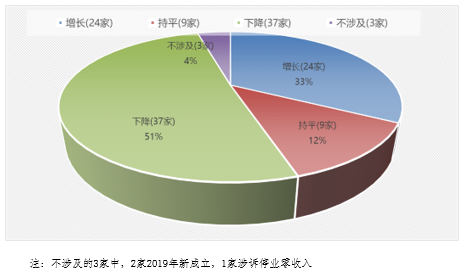 增长(24家) 持平(9家) 下降(37家) 不涉及(3家)
不涉及(3家)
4%
增长(24家)
33%
持平(9家)
12%
下降(37家)
51%
注：不涉及的3家中，2家2019年新成立，1家涉诉停业零收入